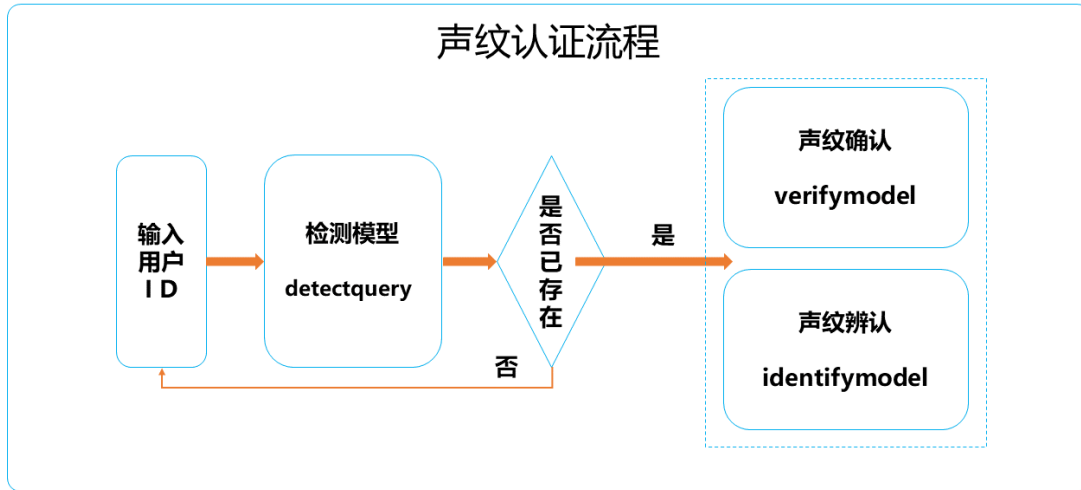 声纹认证流程
输入
用户
I D
检测模型
detectquery
是
否
已
存
在
是
否
声纹确认
verifymodel
声纹辨认
identifymodel